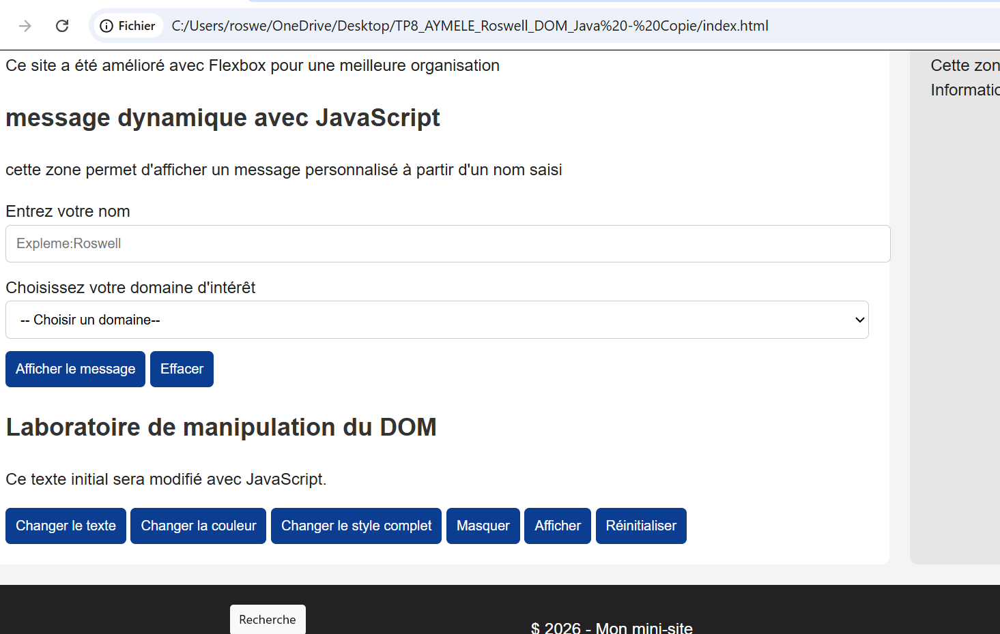 Fichier C:/Users/roswe/OneDrive/Desktop/TP8_AYMELE_Roswell_DOM_Java%20-%20Copie/index.html
Ce site a été amélioré avec Flexbox pour une meilleure organisation
Cette zon
Informatic
message dynamique avec JavaScript
cette zone permet d'afficher un message personnalisé à partir d'un nom saisi
Entrez votre nom
Expleme:Roswell
Choisissez votre domaine d'intérêt
-- Choisir un domaine--
Afficher le message Effacer
Laboratoire de manipulation du DOM
Ce texte initial sera modifié avec JavaScript.
Changer le texte Changer la couleur Changer le style complet Masquer Afficher Réinitialiser
Recherche
$ 2026 - Mon mini-site